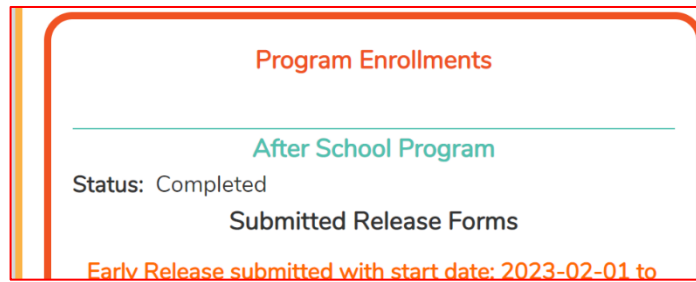 Program Enrollments
After School Program
Status: Completed
Submitted Release Forms
Early Release submitted with start date: 2023-02-01 to